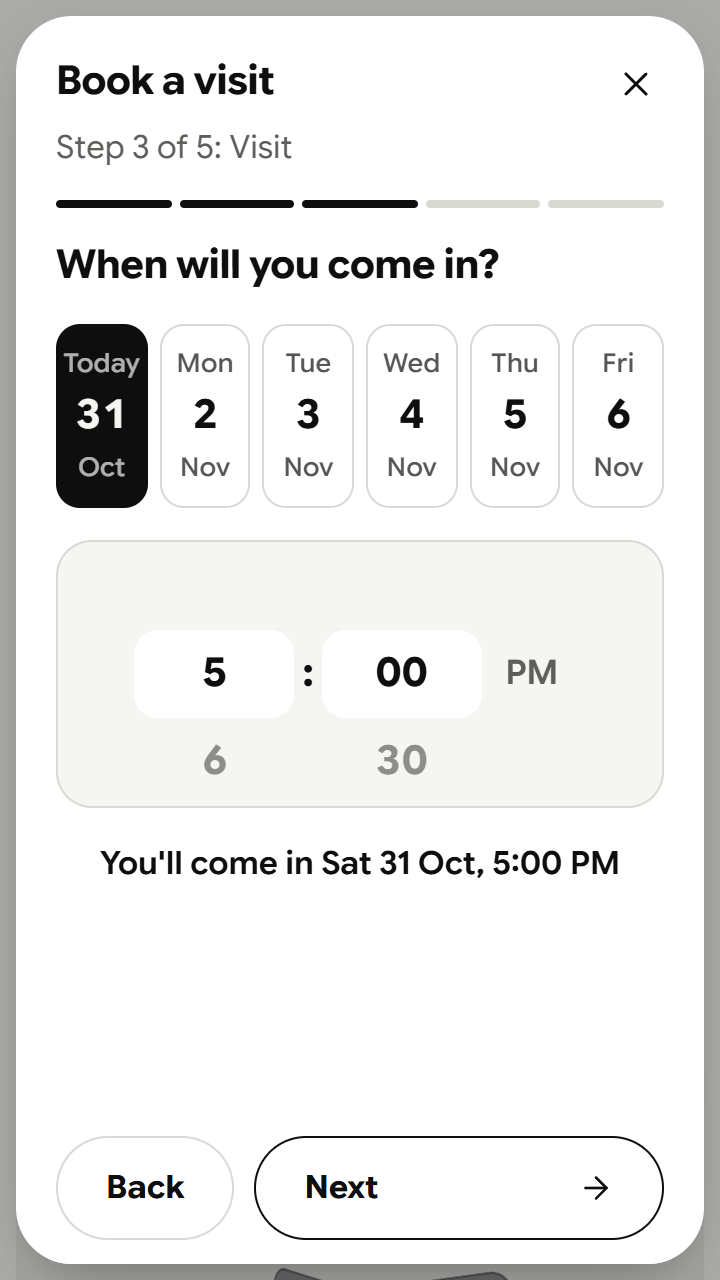 Book a visit
Step 3 of 5: Visit
When will you come in?
Today Mon Tue Wed Thu Fri
31 2 3 4 5 6
Oct Nov Nov Nov Nov Nov
5 : 00 PM
6 30
You'll come in Sat 31 Oct, 5:00 PM
Back Next